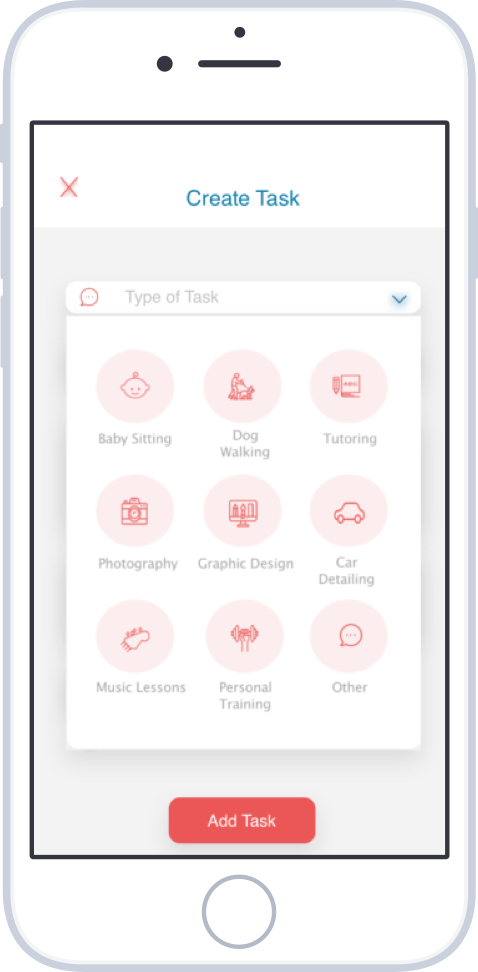 Create Task
Type of Task
Baby Sitting
Dog
Walking
Tutoring
ABC
Photography
Graphic Design
Car
Detailing
Music Lessons
Personal
Training
Other
Add Task